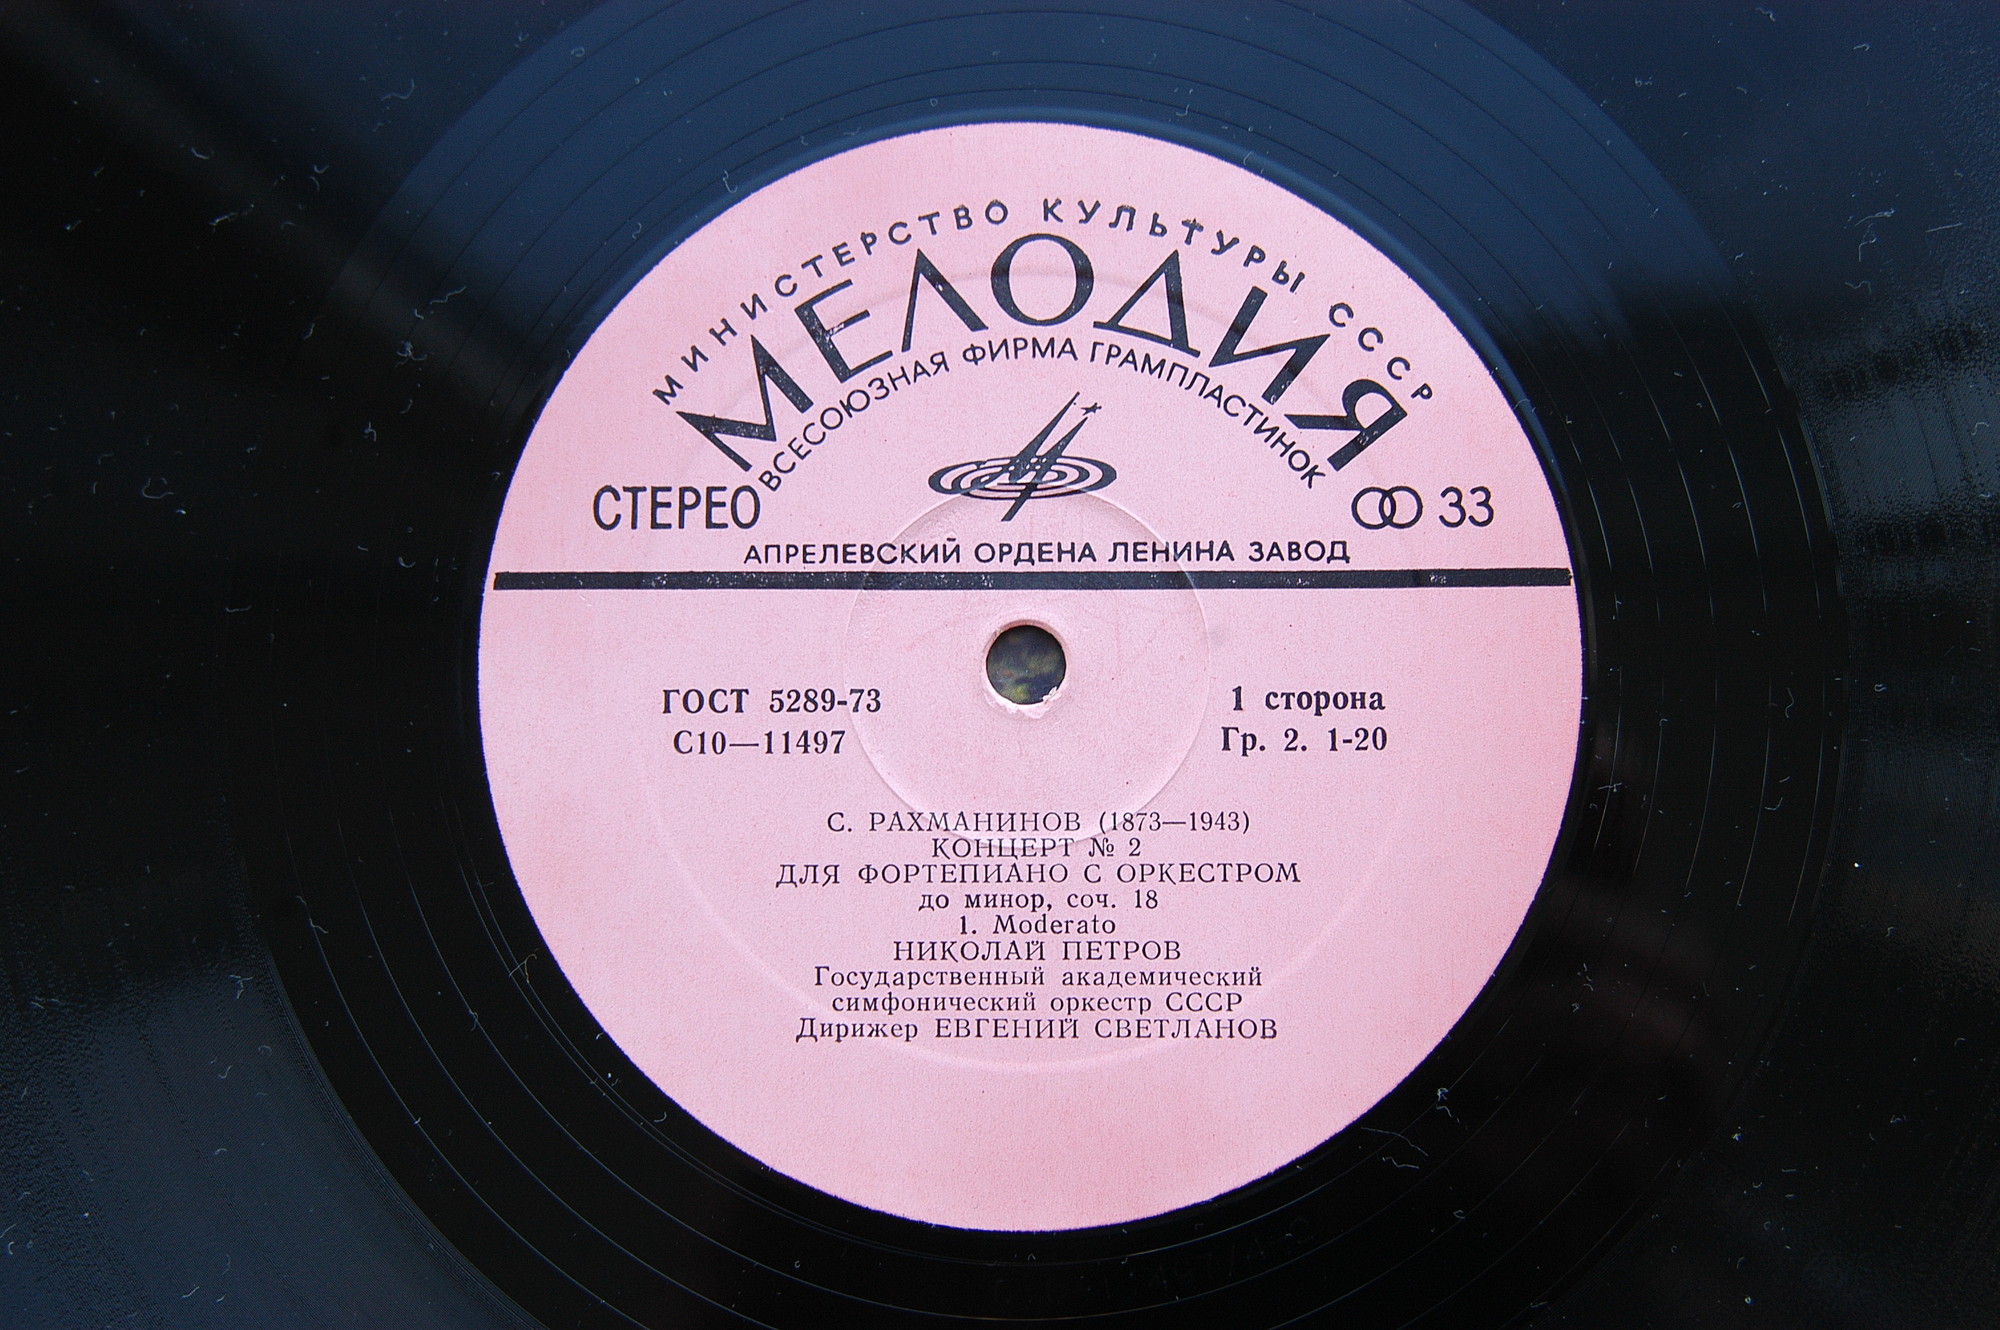 МИНИСТЕРСТВО КУЛЬТУРЫ СССР
МЕЛОДИЯ
ВСЕСОЮЗНАЯ ФИРМА ГРАМПЛАСТИНОК
СТЕРЕО 33
АПРЕЛЕВСКИЙ ОРДЕНА ЛЕНИНА ЗАВОД
ГОСТ 5289-73 1 сторона
С10—11497 Гр. 2. 1-20
С. РАХМАНИНОВ (1873—1943)
КОНЦЕРТ № 2
ДЛЯ ФОРТЕПИАНО С ОРКЕСТРОМ
до минор, соч. 18
1. Moderato
НИКОЛАЙ ПЕТРОВ
Государственный академический
симфонический оркестр СССР
Дирижер ЕВГЕНИЙ СВЕТЛАНОВ